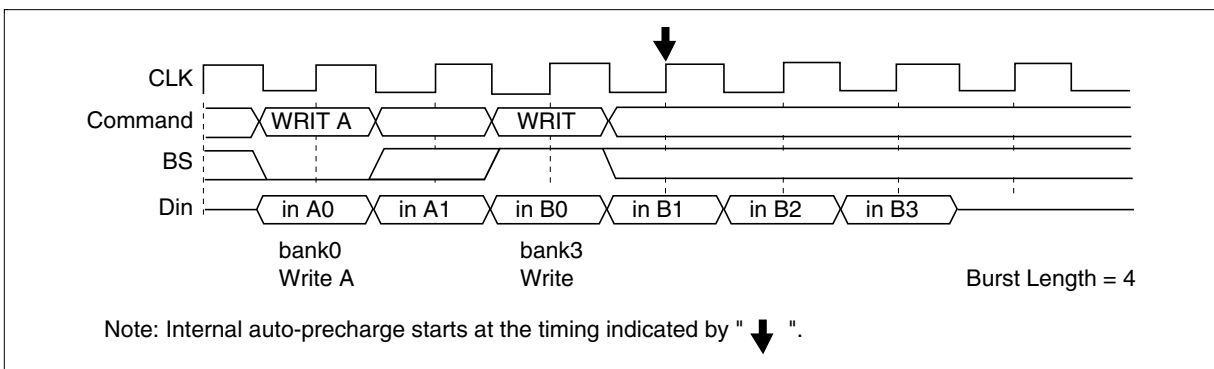 CLK
Command WRIT A WRIT
BS
Din in A0 in A1 in B0 in B1 in B2 in B3
bank0 bank3
Write A Write Burst Length = 4
Note: Internal auto-precharge starts at the timing indicated by " ".